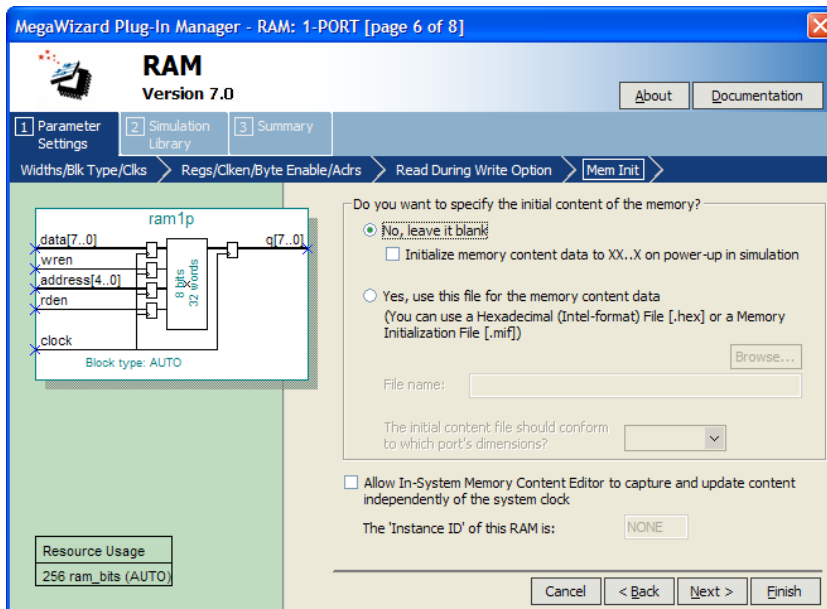 MegaWizard Plug-In Manager - RAM: 1-PORT [page 6 of 8]
RAM
Version 7.0
About
Documentation
1 Parameter Settings
2 Simulation Library
3 Summary
Widths/Blk Type/Clks
Regs/Clken/Byte Enable/Aclrs
Read During Write Option
Mem Init
ram1p
data[7..0]
q[7..0]
wren
address[4..0]
rden
clock
8 bits
32 words
Block type: AUTO
Resource Usage
256 ram_bits (AUTO)
Do you want to specify the initial content of the memory?
No, leave it blank
Initialize memory content data to XX..X on power-up in simulation
Yes, use this file for the memory content data
(You can use a Hexadecimal (Intel-format) File [.hex] or a Memory
Initialization File [.mif])
Browse...
File name:
The initial content file should conform
to which port's dimensions?
Allow In-System Memory Content Editor to capture and update content
independently of the system clock
The 'Instance ID' of this RAM is:
NONE
Cancel
< Back
Next >
Finish